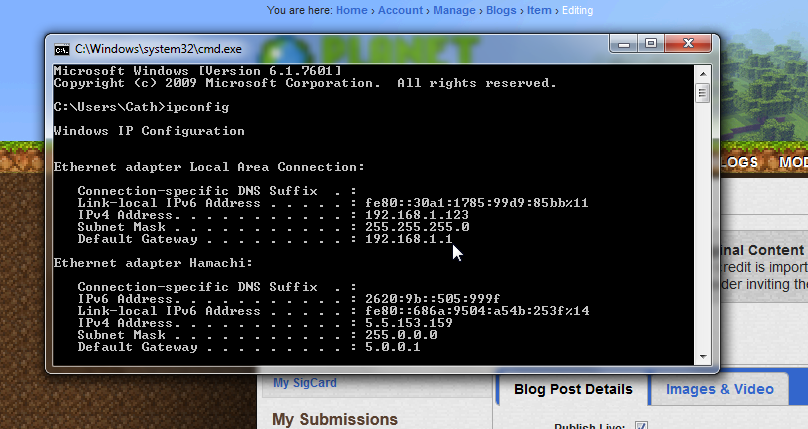 You are here: Home › Account › Manage › Blogs › Item › Editing
PLANET
C:\Windows\system32\cmd.exe
Microsoft Windows [Version 6.1.7601]
Copyright (c) 2009 Microsoft Corporation.  All rights reserved.
C:\Users\Cath>ipconfig
Windows IP Configuration
Ethernet adapter Local Area Connection:
Connection-specific DNS Suffix  . :
Link-local IPv6 Address . . . . . : fe80::30a1:1785:99d9:85bb%11
IPv4 Address. . . . . . . . . . . : 192.168.1.123
Subnet Mask . . . . . . . . . . . : 255.255.255.0
Default Gateway . . . . . . . . . : 192.168.1.1
Ethernet adapter Hamachi:
Connection-specific DNS Suffix  . :
IPv6 Address. . . . . . . . . . . : 2620:9b::505:999f
Link-local IPv6 Address . . . . . : fe80::686a:9504:a54b:253f%14
IPv4 Address. . . . . . . . . . . : 5.5.153.159
Subnet Mask . . . . . . . . . . . : 255.0.0.0
Default Gateway . . . . . . . . . : 5.0.0.1
LOGS MOD
nal Content
redit is import
der inviting the
My SigCard
My Submissions
Blog Post Details
Images & Video
Publish Live: